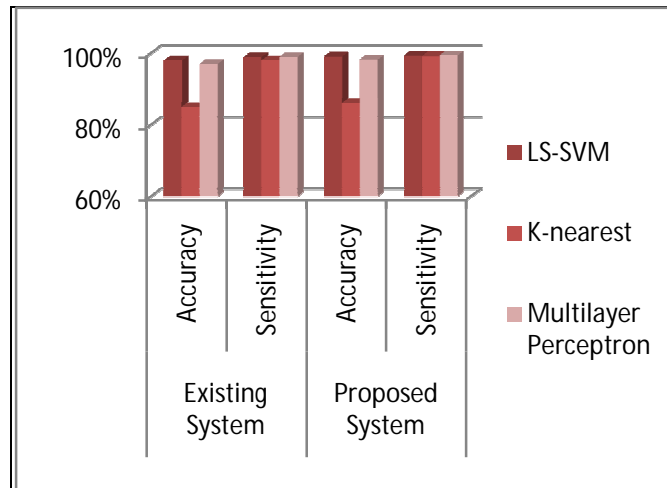 100%
80%
60%
Accuracy
Sensitivity
Accuracy
Sensitivity
Existing
System
Proposed
System
LS-SVM
K-nearest
Multilayer
Perceptron